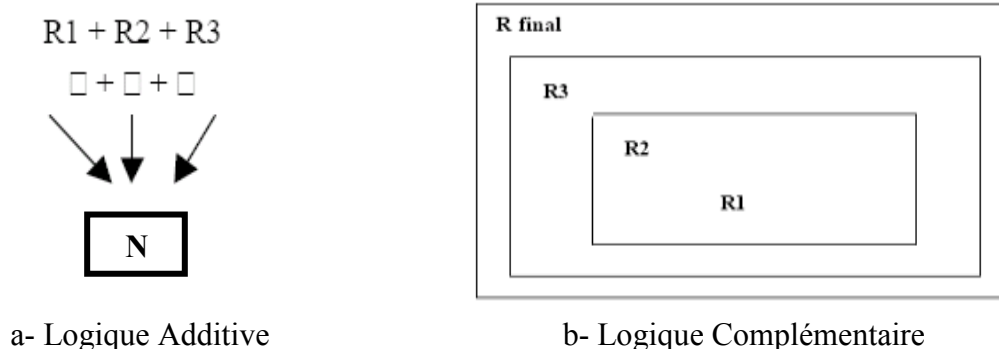 R1 + R2 + R3
□ + □ + □
N
a- Logique Additive
R final
R3
R2
R1
b- Logique Complémentaire